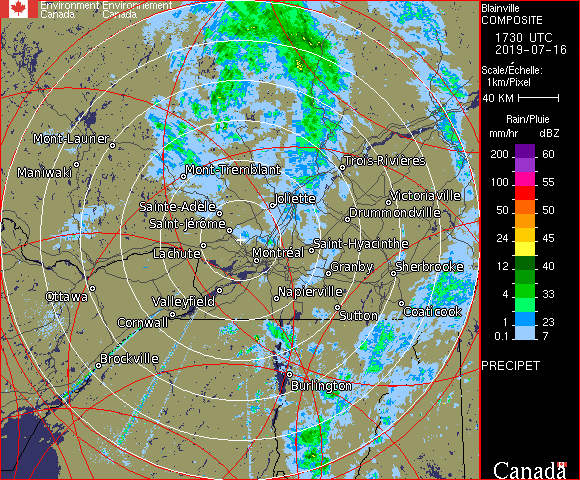 Environment Environnement
Canada Canada
Blainville
COMPOSITE
1730 UTC
2019-07-16
Scale/Échelle:
1km/Pixel
40 KM
Rain/Pluie
mm/hr dBZ
200 60
100 55
50 50
24 45
12 40
4 33
1 23
0.1 7
PRECIPET
Canada
Mont-Laurier
Maniwaki
Mont-Tremblant
Trois-Rivières
Sainte-Adele
Joliette
Victoriaville
Drummondville
Saint-Jérome
Lachute
Montréal
Saint-Hyacinthe
Granby
Sherbrooke
Ottawa
Valleyfield
Napierville
Cornwall
Sutton
Coaticook
Brockville
Burlington